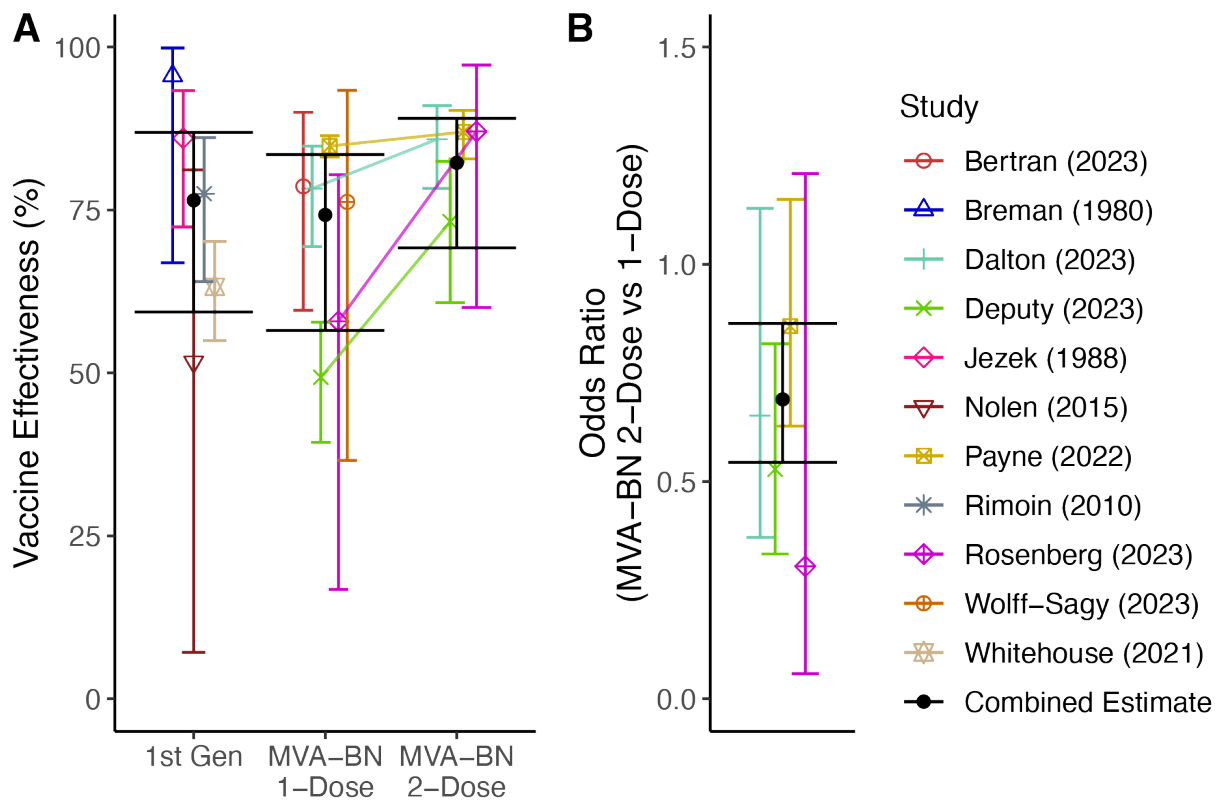 A
Vaccine Effectiveness (%)
100
75
50
25
0
1st Gen
MVA−BN
1−Dose
MVA−BN
2−Dose
B
Odds Ratio
(MVA−BN 2−Dose vs 1−Dose)
1.5
1.0
0.5
0.0
Study
Bertran (2023)
Breman (1980)
Dalton (2023)
Deputy (2023)
Jezek (1988)
Nolen (2015)
Payne (2022)
Rimoin (2010)
Rosenberg (2023)
Wolff−Sagy (2023)
Whitehouse (2021)
Combined Estimate